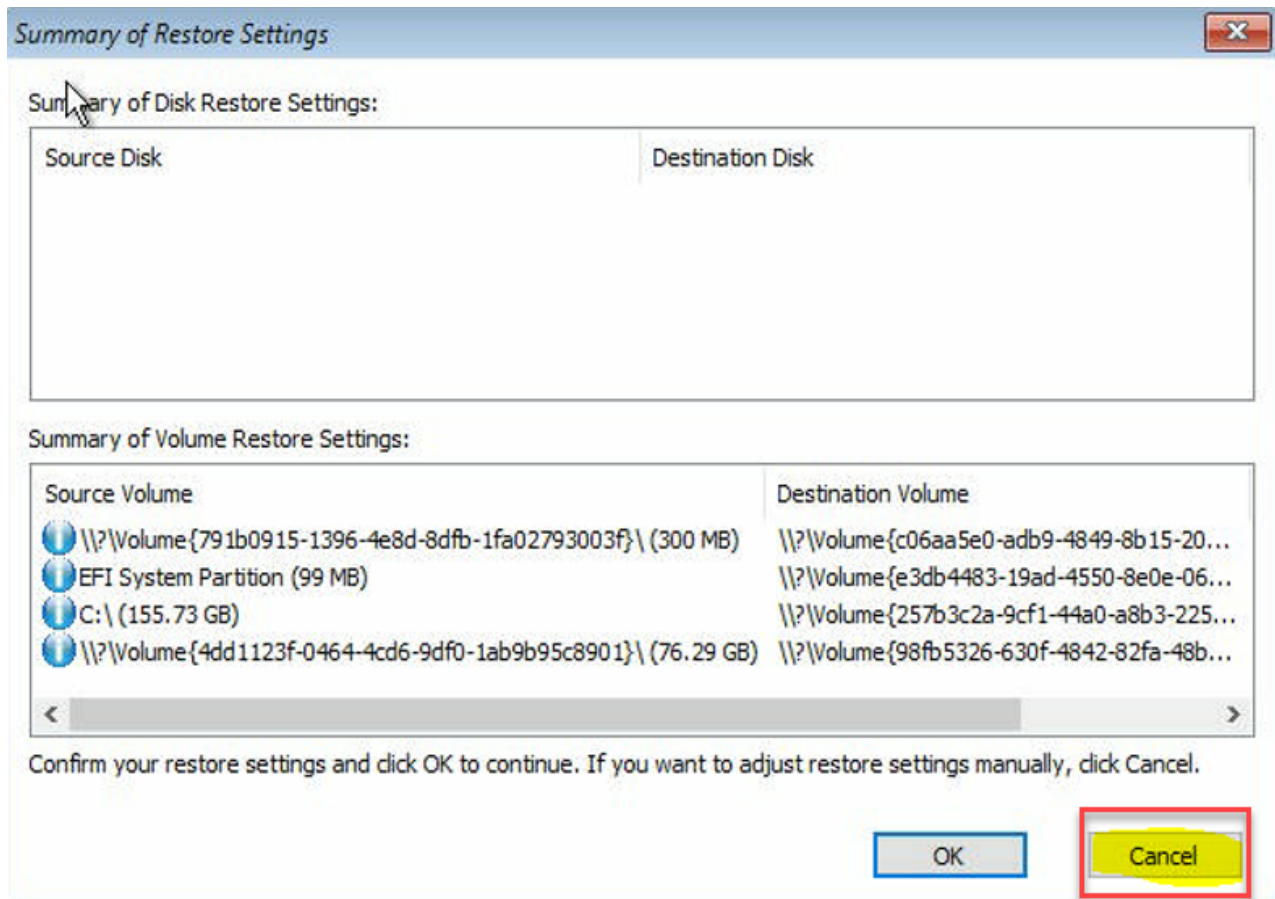 Summary of Restore Settings
Summary of Disk Restore Settings:
Source Disk Destination Disk
Summary of Volume Restore Settings:
Source Volume Destination Volume
\\?\Volume{791b0915-1396-4e8d-8dfb-1fa02793003f}\ (300 MB) \\?\Volume{c06aa5e0-adb9-4849-8b15-20...
EFI System Partition (99 MB) \\?\Volume{e3db4483-19ad-4550-8e0e-06...
C:\ (155.73 GB) \\?\Volume{257b3c2a-9cf1-44a0-a8b3-225...
\\?\Volume{4dd1123f-0464-4cd6-9df0-1ab9b95c8901}\ (76.29 GB) \\?\Volume{98fb5326-630f-4842-82fa-48b...
Confirm your restore settings and click OK to continue. If you want to adjust restore settings manually, click Cancel.
OK Cancel